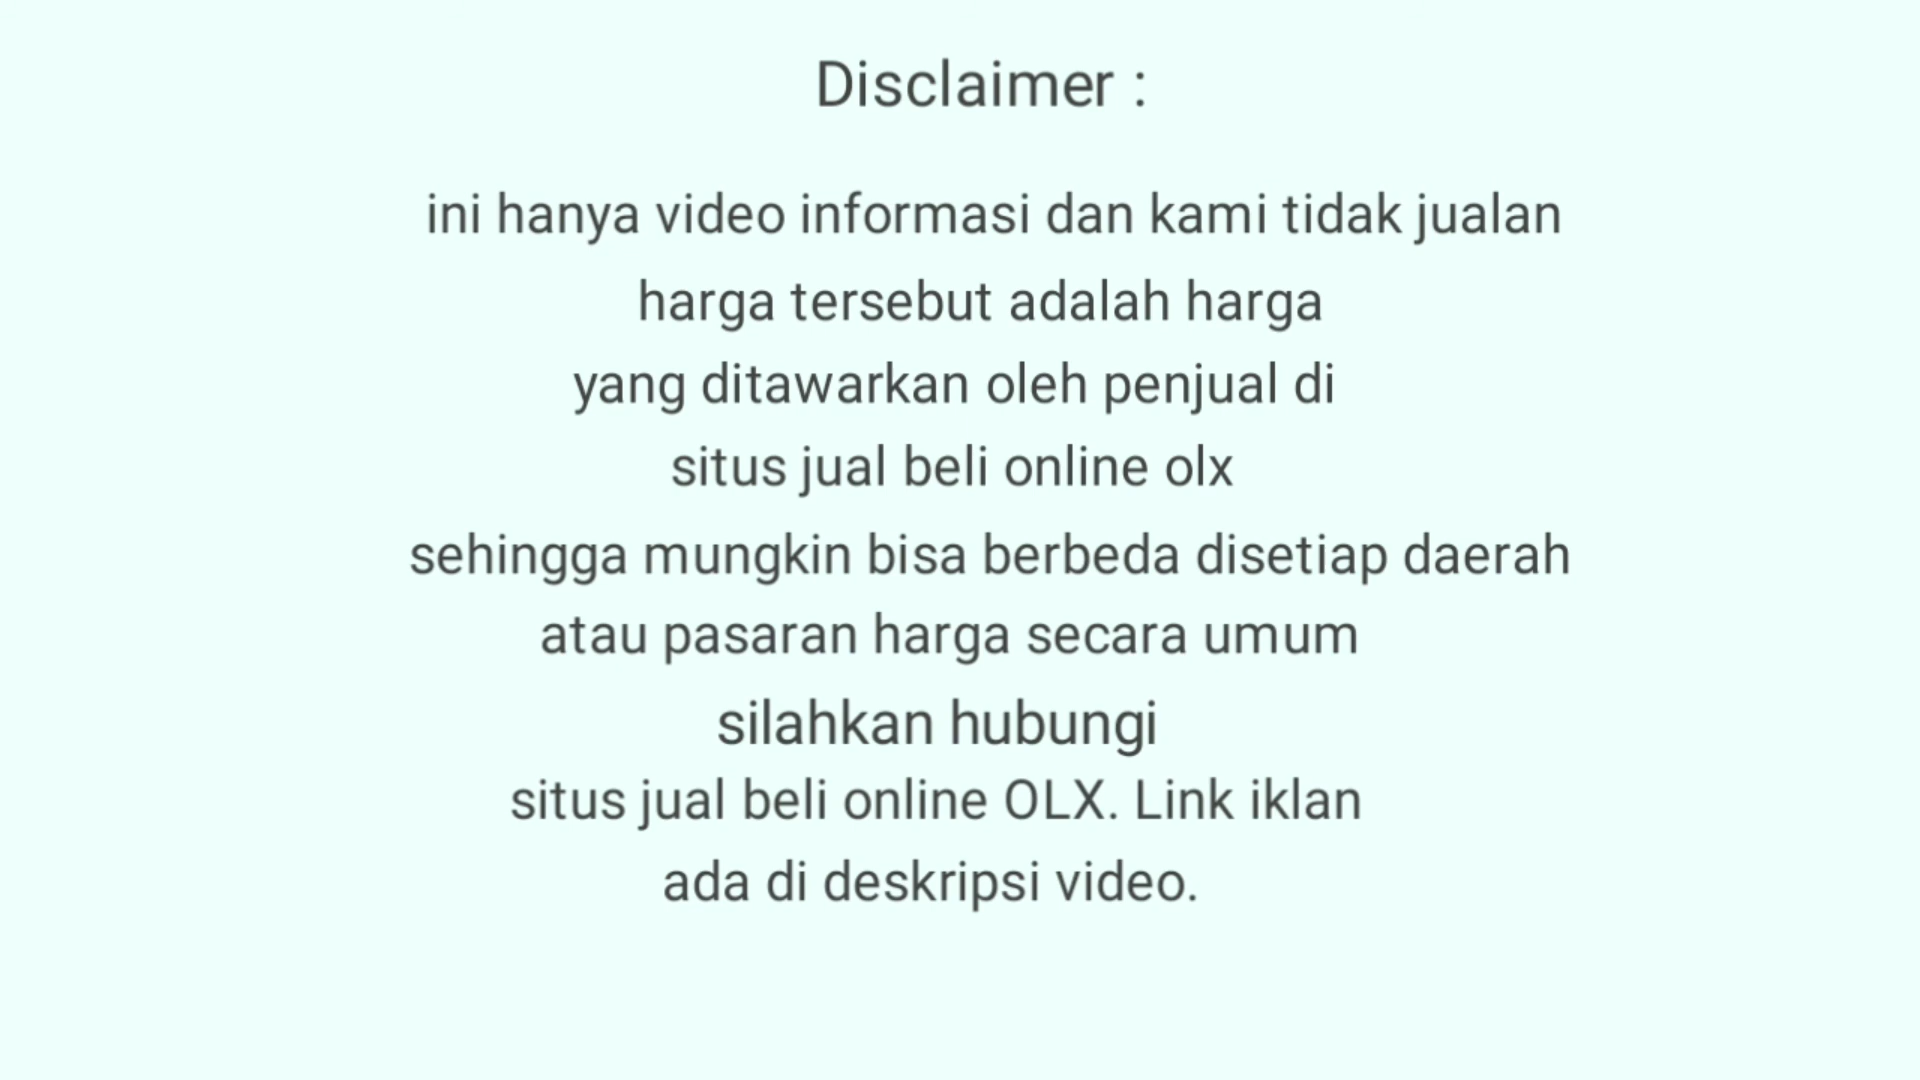 Disclaimer :
ini hanya video informasi dan kami tidak jualan
harga tersebut adalah harga
yang ditawarkan oleh penjual di
situs jual beli online olx
sehingga mungkin bisa berbeda disetiap daerah
atau pasaran harga secara umum
silahkan hubungi
situs jual beli online OLX. Link iklan
ada di deskripsi video.